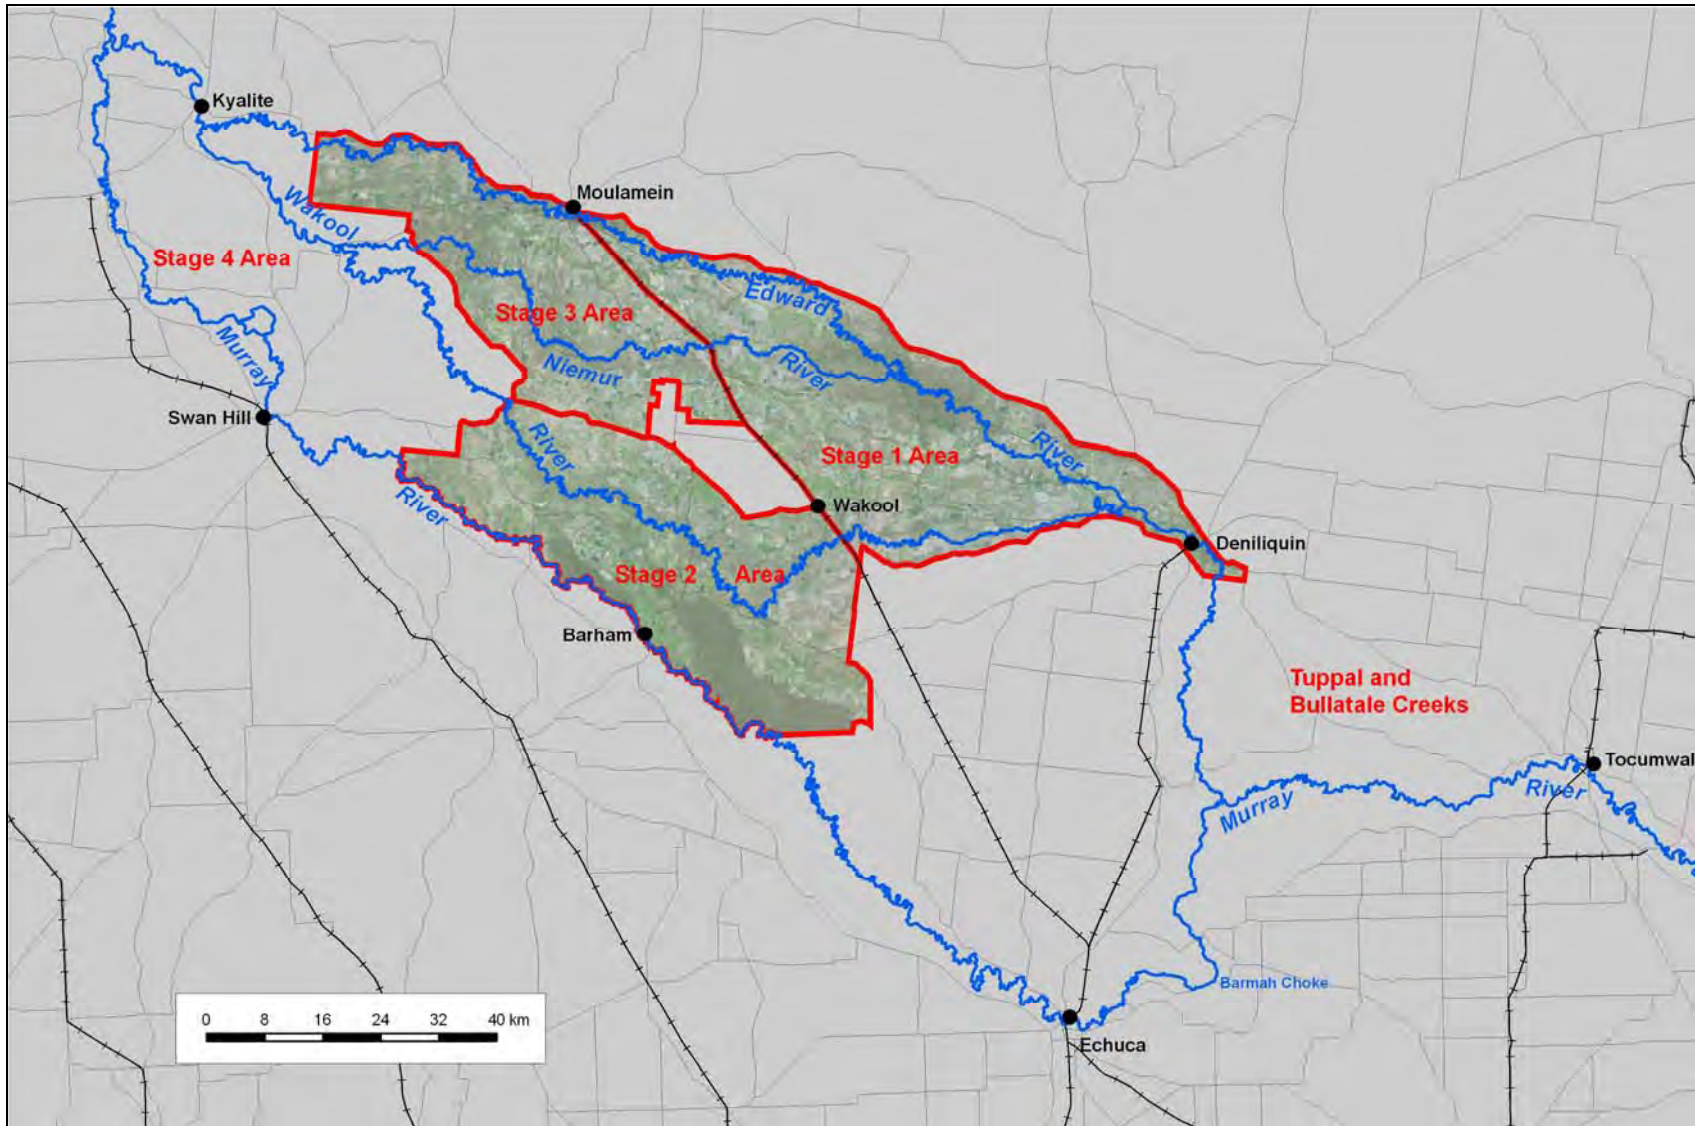 Kyalite
Moulamein
Wakool
Stage 4 Area
Edward
Stage 3 Area
Murray
Niemur
River
Swan Hill
River
River
Stage 1 Area
River
Wakool
Deniliquin
Stage 2 Area
Barham
Tuppal and
Bullatale Creeks
Tocumwal
Murray
River
Barmah Choke
0 8 16 24 32 40 km
Echuca